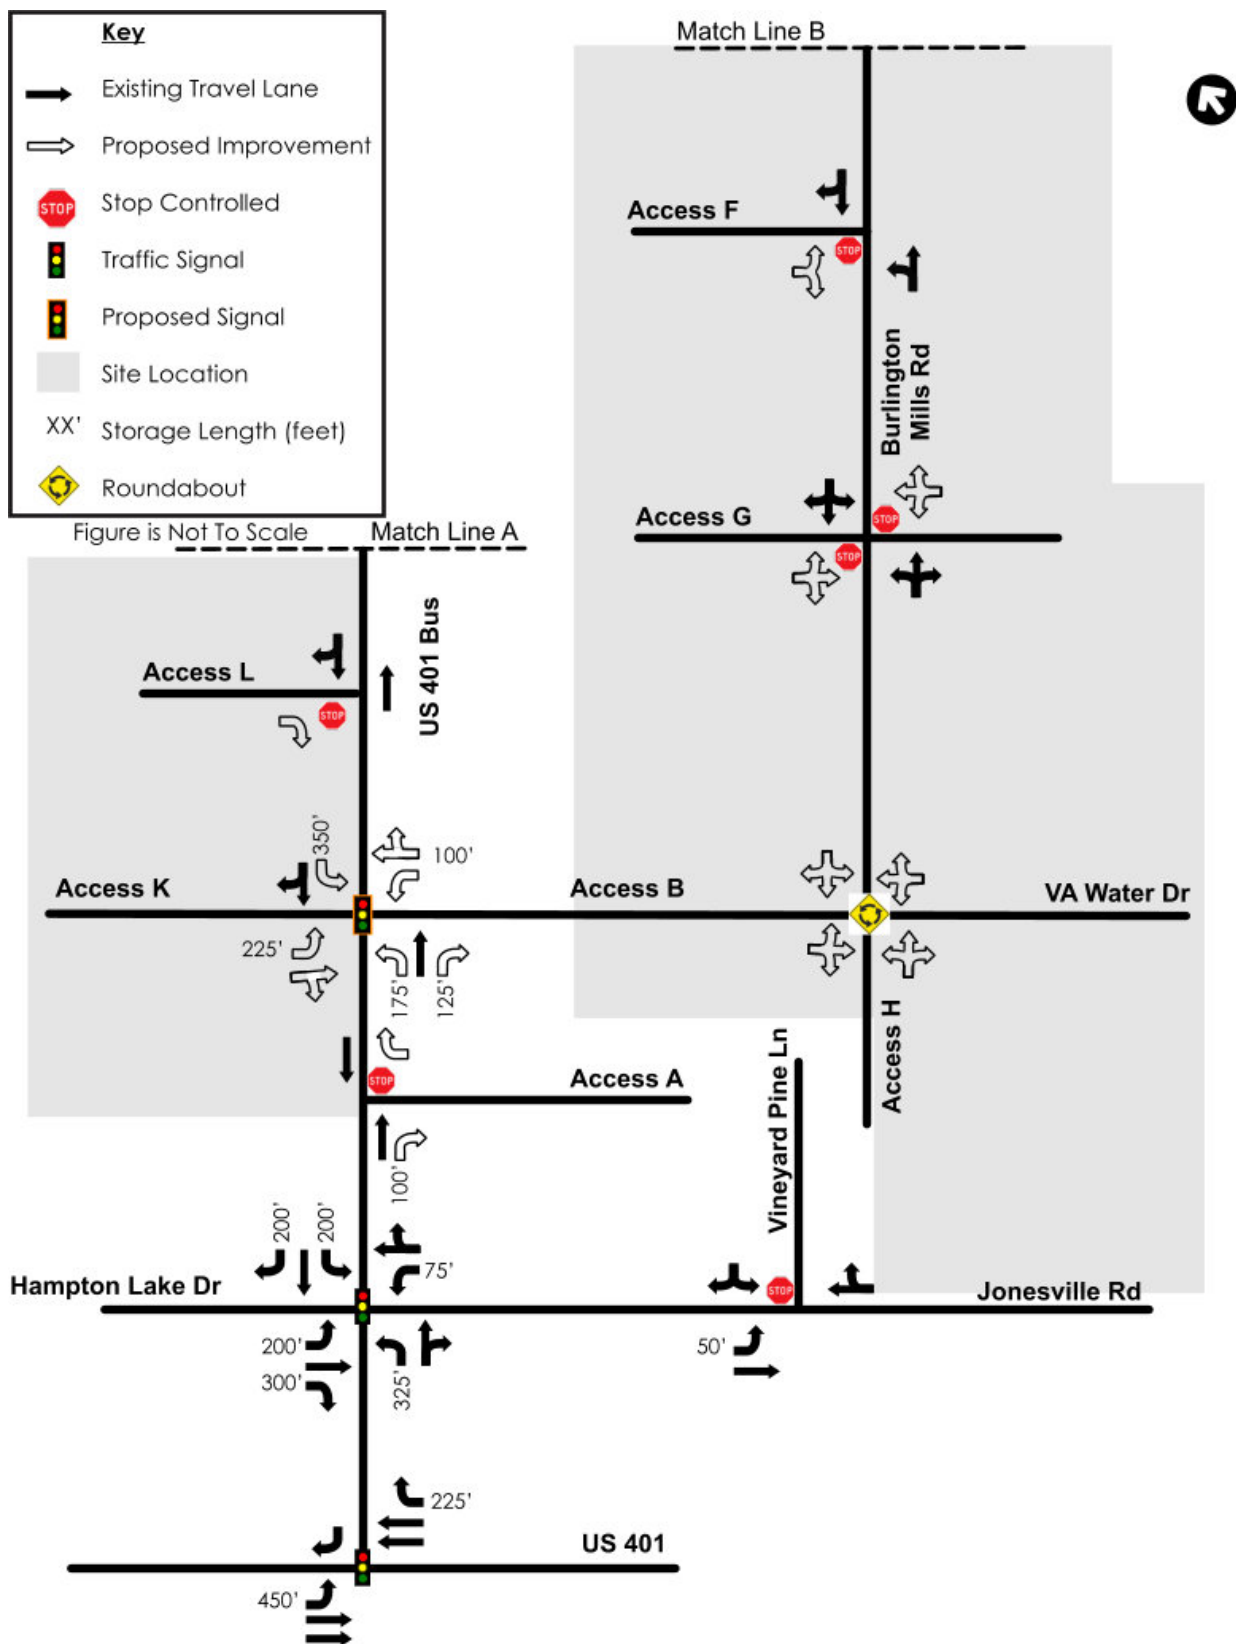 Key
Existing Travel Lane
Proposed Improvement
STOP Stop Controlled
Traffic Signal
Proposed Signal
Site Location
XX' Storage Length (feet)
Roundabout
Figure is Not To Scale
Match Line A
US 401 Bus
Access L
STOP
350'
100'
Access K
Access B
225'
175'
125'
STOP
Access A
100'
200'
200'
75'
Hampton Lake Dr
200'
300'
325'
225'
US 401
450'
Match Line B
Access F
STOP
Burlington
Mills Rd
Access G
STOP
STOP
VA Water Dr
Access H
Vineyard Pine Ln
STOP
Jonesville Rd
50'